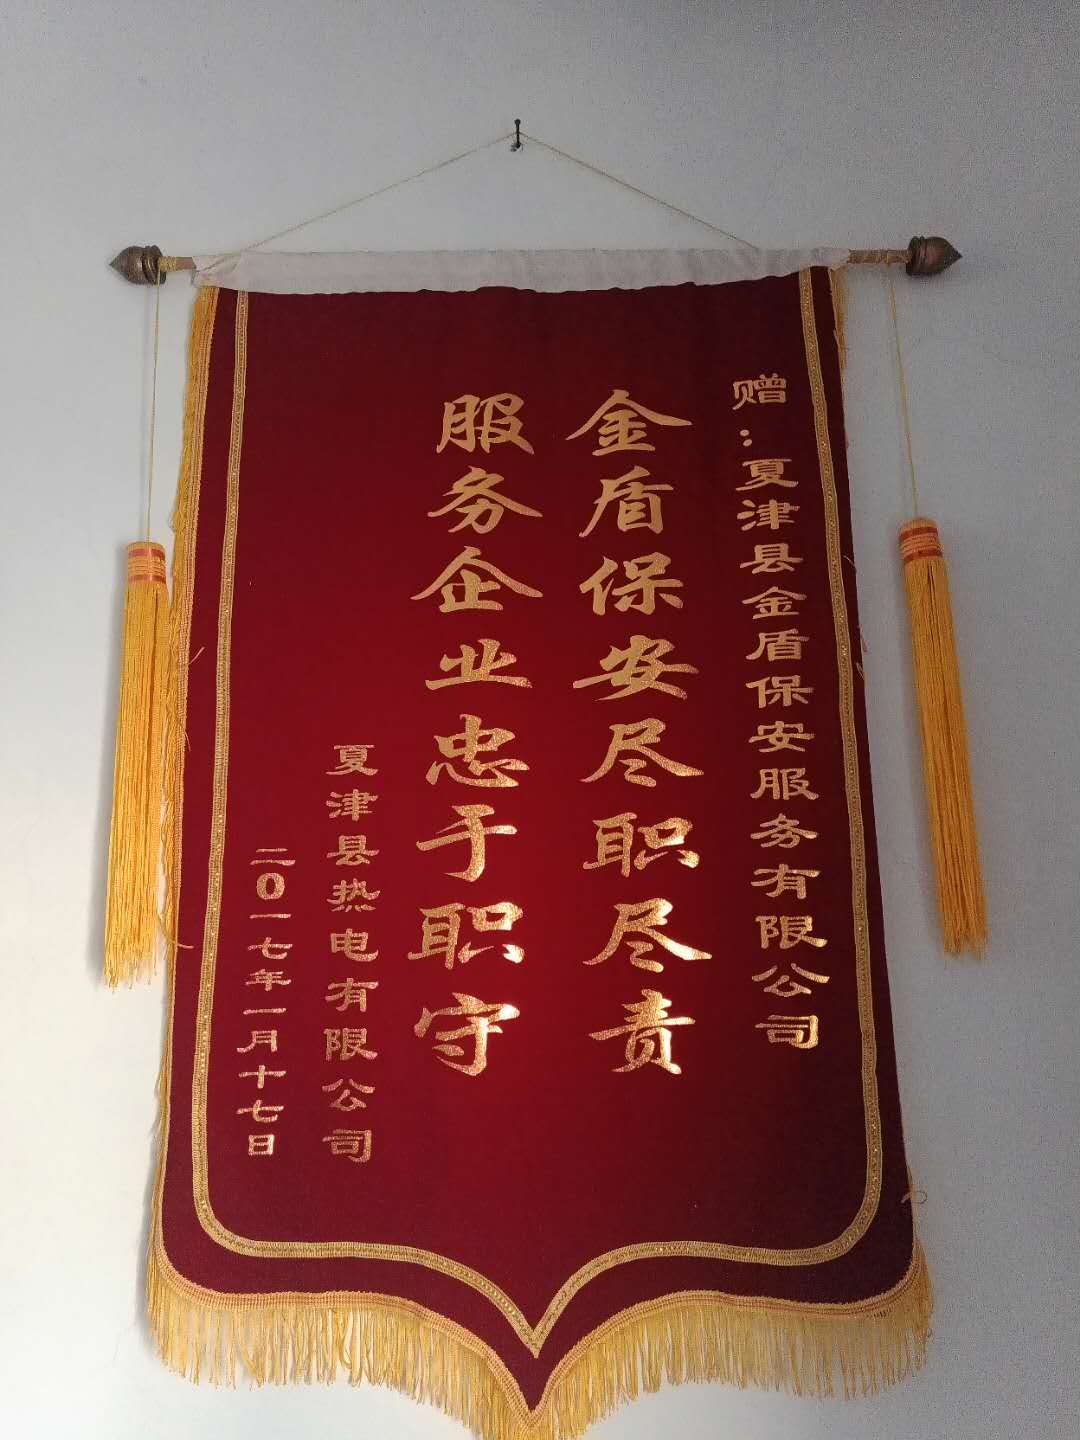 赠：夏津县金盾保安服务有限公司
金盾保安尽职尽责
服务企业忠于职守
夏津县热电有限公司
二〇一七年一月十七日